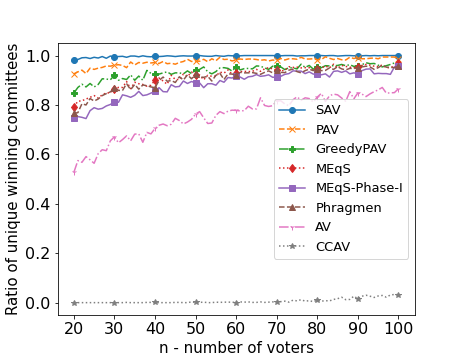 Ratio of unique winning committees
1.0
0.8
0.6
0.4
0.2
0.0
SAV
PAV
GreedyPAV
MEqS
MEqS-Phase-I
Phragmen
AV
CCAV
20 30 40 50 60 70 80 90 100
n - number of voters